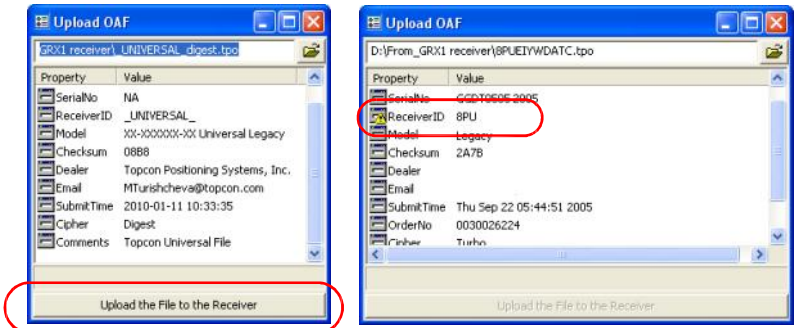 Upload OAF
GRX1 receiver\_UNIVERSAL_digest.tpo
Property Value
SerialNo NA
ReceiverID _UNIVERSAL_
Model XX-XXXXXX-XX Universal Legacy
Checksum 08B8
Dealer Topcon Positioning Systems, Inc.
Email MTurishcheva@topcon.com
SubmitTime 2010-01-11 10:33:35
Cipher Digest
Comments Topcon Universal File
Upload the File to the Receiver
Upload OAF
D:\From_GRX1 receiver\8PUEIYWDATC.tpo
Property Value
SerialNo GGDT0505 2005
ReceiverID 8PU
Model Legacy
Checksum 2A7B
Dealer
Email
SubmitTime Thu Sep 22 05:44:51 2005
OrderNo 0030026224
Cipher Turbo
Upload the File to the Receiver